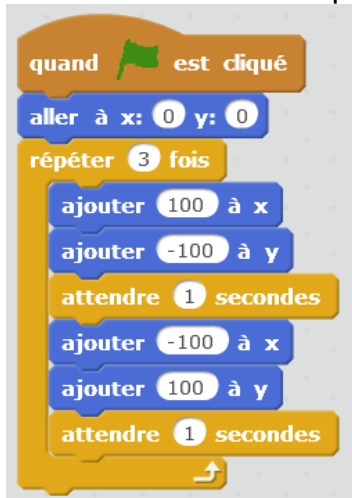 quand est cliqué
aller à x: 0 y: 0
répéter 3 fois
ajouter 100 à x
ajouter -100 à y
attendre 1 secondes
ajouter -100 à x
ajouter 100 à y
attendre 1 secondes